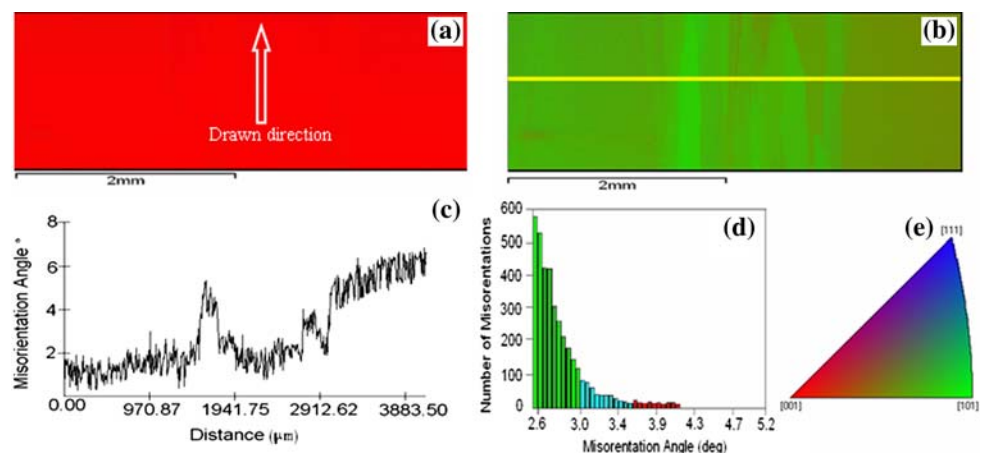 (a)
Drawn direction
2mm
(b)
2mm
(c)
Misorientation Angle °
8
6
4
2
0.00 970.87 1941.75 2912.62 3883.50
Distance (μm)
(d)
Number of Misorentations
600
500
400
300
200
100
0
2.6 3.0 3.4 3.9 4.3 4.7 5.2
Misorentation Angle (deg)
(e)
[111]
[001]
[101]